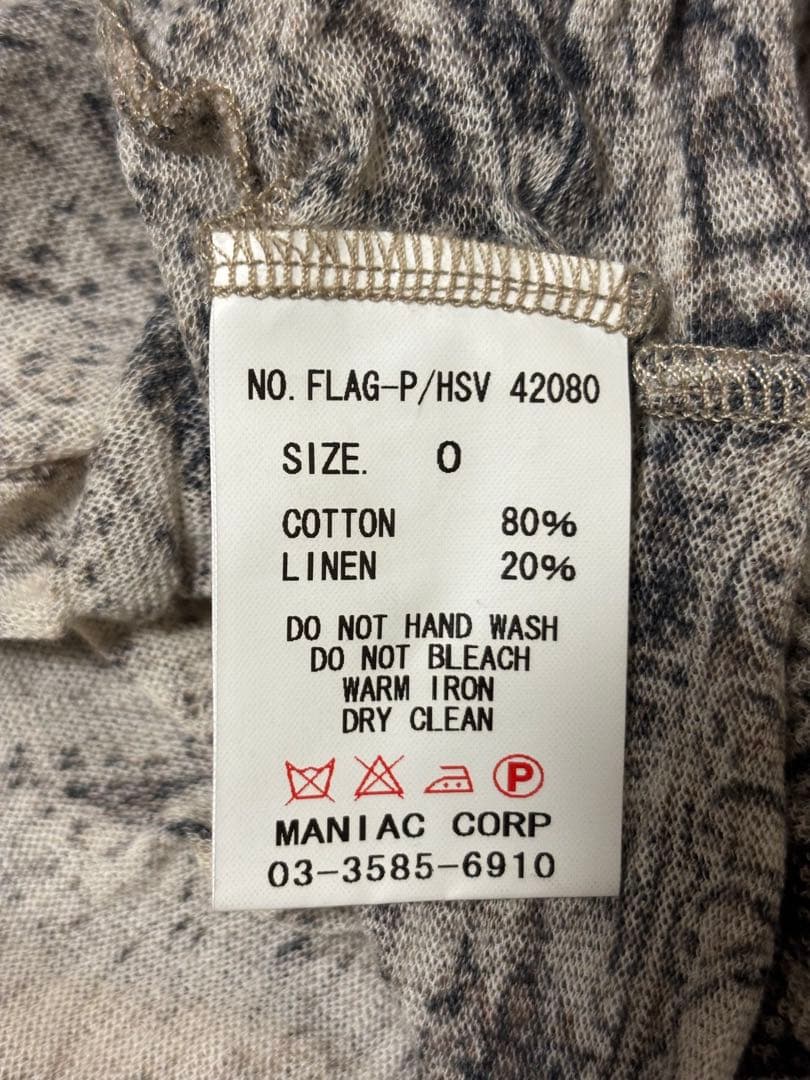 NO. FLAG-P/HSV 42080
SIZE. 0
COTTON 80%
LINEN 20%
DO NOT HAND WASH
DO NOT BLEACH
WARM IRON
DRY CLEAN
P
MANIAC CORP
03-3585-6910